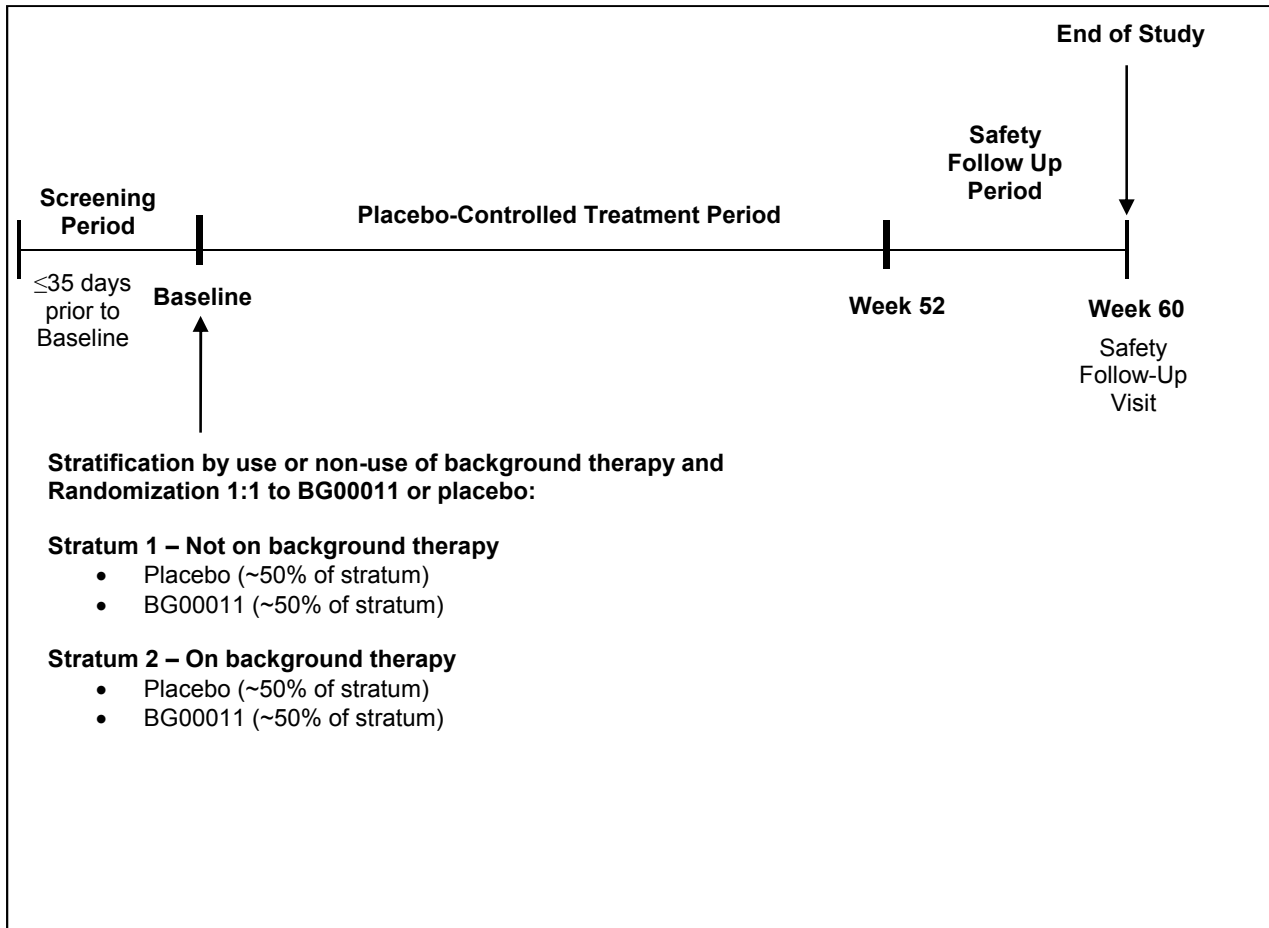 End of Study
Safety
Follow Up
Period
Screening
Period
Placebo-Controlled Treatment Period
≤35 days
prior to
Baseline
Baseline
Week 52
Week 60
Safety
Follow-Up
Visit
Stratification by use or non-use of background therapy and
Randomization 1:1 to BG00011 or placebo:
Stratum 1 – Not on background therapy
• Placebo (~50% of stratum)
• BG00011 (~50% of stratum)
Stratum 2 – On background therapy
• Placebo (~50% of stratum)
• BG00011 (~50% of stratum)